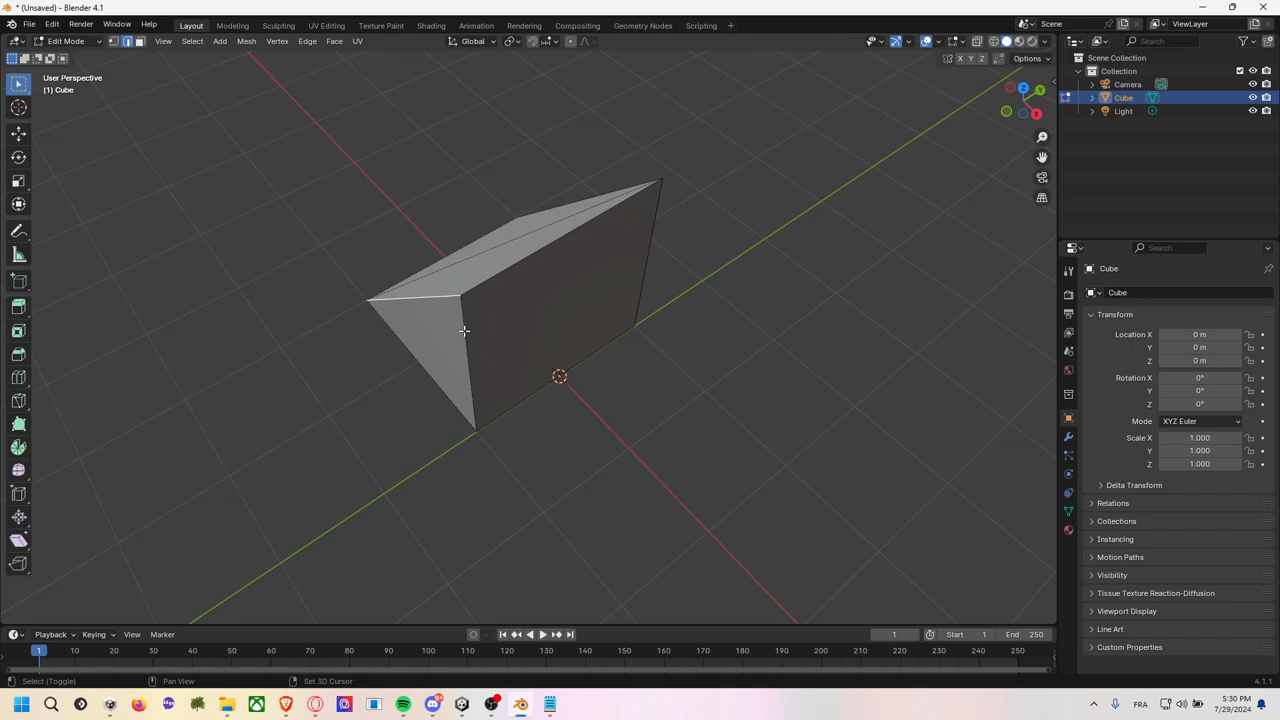 * (Unsaved) - Blender 4.1
File Edit Render Window Help Layout Modeling Sculpting UV Editing Texture Paint Shading Animation Rendering Compositing Geometry Nodes Scripting + Scene ViewLayer
Edit Mode View Select Add Mesh Vertex Edge Face UV Global Search
X Y Z Options
User Perspective
(1) Cube
Scene Collection
Collection
Camera
Cube
Light
Z Y X
Search
Cube
Cube
Transform
Location X 0 m
Y 0 m
Z 0 m
Rotation X 0°
Y 0°
Z 0°
Mode XYZ Euler
Scale X 1.000
Y 1.000
Z 1.000
Delta Transform
Relations
Collections
Instancing
Motion Paths
Visibility
Tissue Texture Reaction-Diffusion
Viewport Display
Line Art
Custom Properties
Playback Keying View Marker 1 Start 1 End 250
1 10 20 30 40 50 60 70 80 90 100 110 120 130 140 150 160 170 180 190 200 210 220 230 240 250
Select (Toggle) Pan View Set 3D Cursor 4.1.1
9+ FRA 5:30 PM
7/29/2024